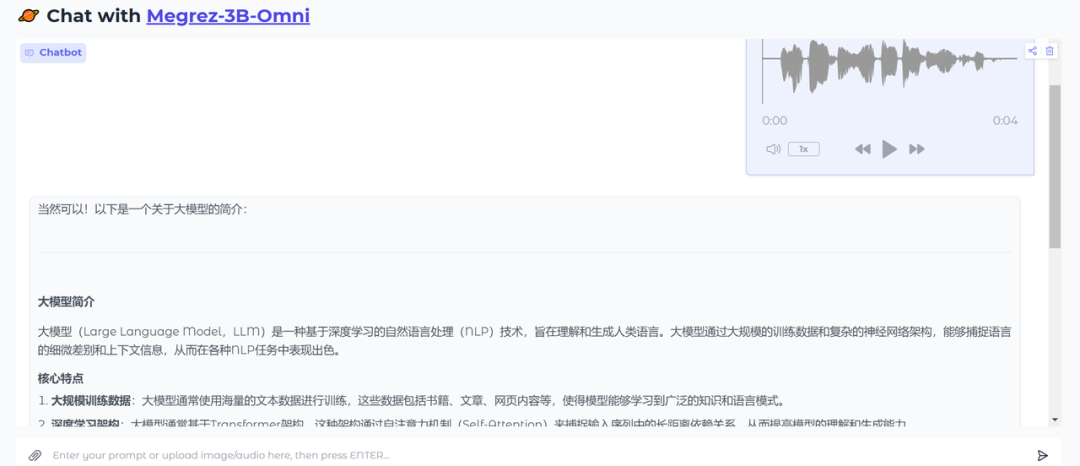 Chat with Megrez-3B-Omni
Chatbot
0:00
0:04
1x
当然可以！以下是一个关于大模型的简介：
大模型简介
大模型（Large Language Model，LLM）是一种基于深度学习的自然语言处理（NLP）技术，旨在理解和生成人类语言。大模型通过大规模的训练数据和复杂的神经网络架构，能够捕捉语言
的细微差别和上下文信息，从而在各种NLP任务中表现出色。
核心特点
1. 大规模训练数据：大模型通常使用海量的文本数据进行训练，这些数据包括书籍、文章、网页内容等，使得模型能够学习到广泛的知识和语言模式。
2. 深度学习架构：大模型通常基于Transformer架构，这种架构通过自注意力机制（Self-Attention）来捕捉输入序列中的长距离依赖关系，从而提高模型的理解和生成能力
Enter your prompt or upload image/audio here, then press ENTER...